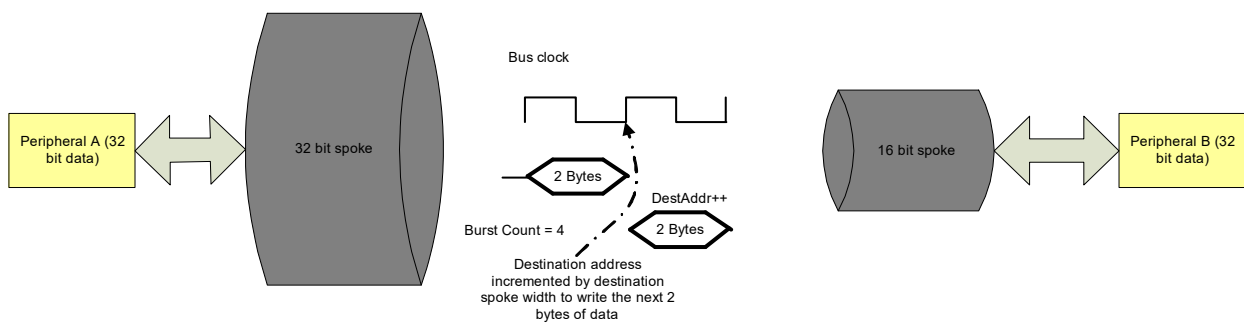 Bus clock
Peripheral A (32
bit data)
32 bit spoke
16 bit spoke
Peripheral B (32
bit data)
2 Bytes
DestAddr++
2 Bytes
Burst Count = 4
Destination address
incremented by destination
spoke width to write the next 2
bytes of data